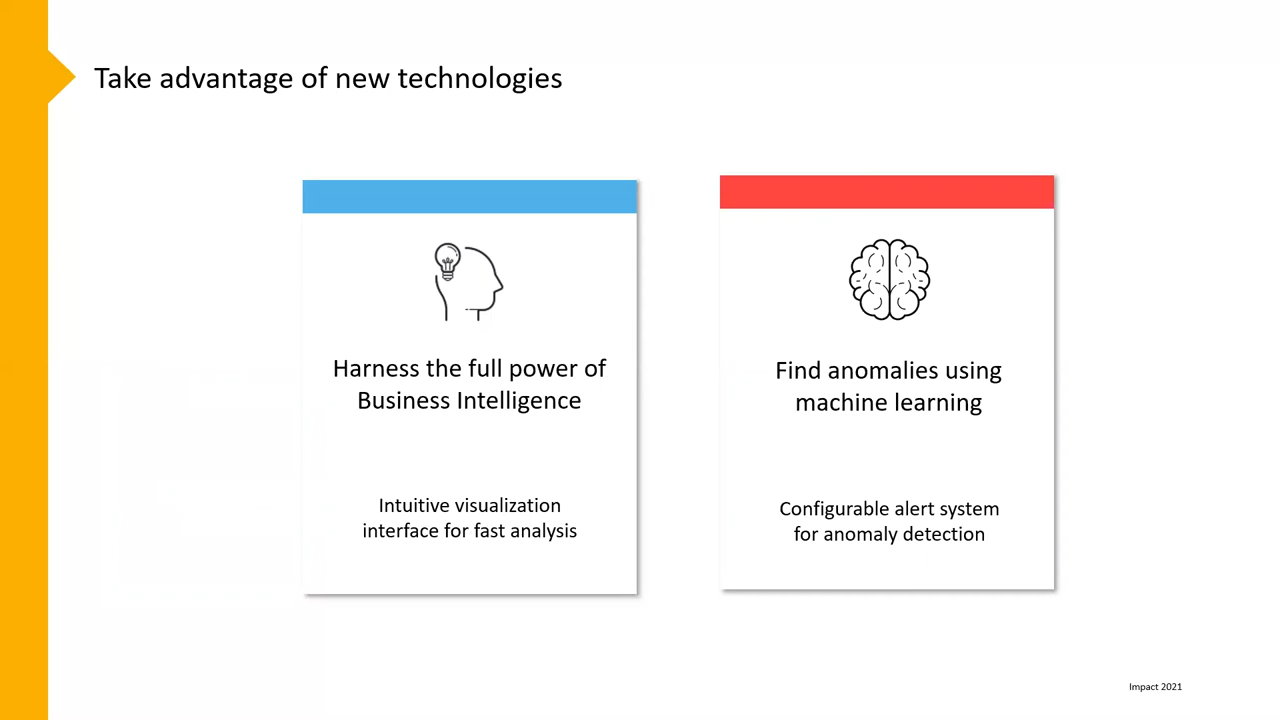 Take advantage of new technologies
Harness the full power of
Business Intelligence
Intuitive visualization
interface for fast analysis
Find anomalies using
machine learning
Configurable alert system
for anomaly detection
Impact 2021